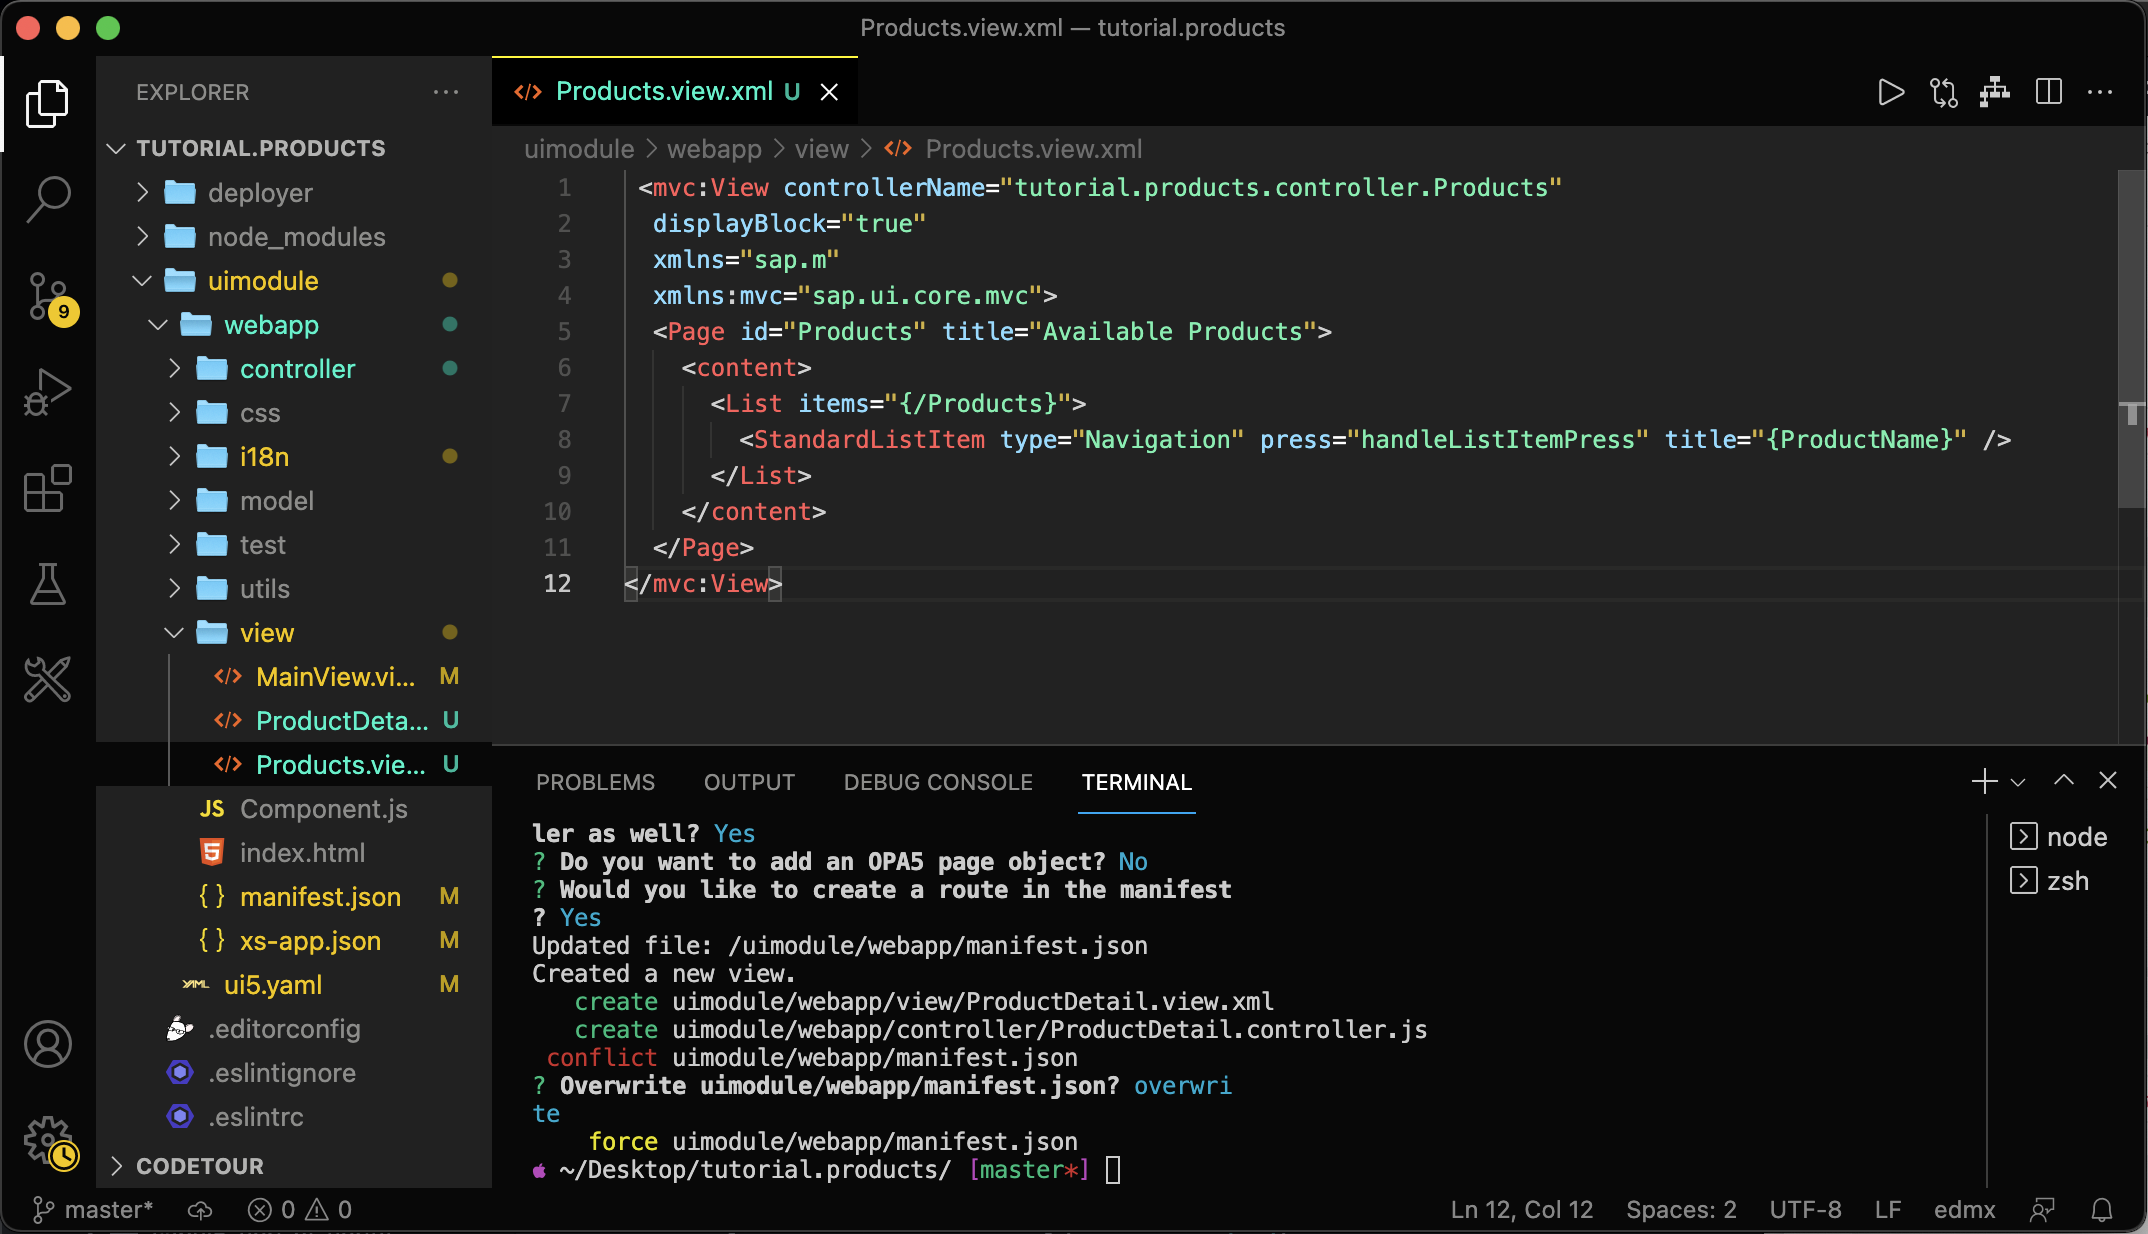 Products.view.xml — tutorial.products
EXPLORER
TUTORIAL.PRODUCTS
deployer
node_modules
uimodule
webapp
controller
css
i18n
model
test
utils
view
MainView.vi... M
ProductDeta... U
Products.vie... U
JS Component.js
index.html
{ } manifest.json M
{ } xs-app.json M
YAML ui5.yaml M
.editorconfig
.eslintignore
.eslintrc
CODETOUR
9
Products.view.xml U
uimodule > webapp > view > Products.view.xml
1 <mvc:View controllerName="tutorial.products.controller.Products"
2 displayBlock="true"
3 xmlns="sap.m"
4 xmlns:mvc="sap.ui.core.mvc">
5 <Page id="Products" title="Available Products">
6 <content>
7 <List items="{/Products}">
8 <StandardListItem type="Navigation" press="handleListItemPress" title="{ProductName}" />
9 </List>
10 </content>
11 </Page>
12 </mvc:View>
PROBLEMS OUTPUT DEBUG CONSOLE TERMINAL
ler as well? Yes
? Do you want to add an OPA5 page object? No
? Would you like to create a route in the manifest
? Yes
Updated file: /uimodule/webapp/manifest.json
Created a new view.
create uimodule/webapp/view/ProductDetail.view.xml
create uimodule/webapp/controller/ProductDetail.controller.js
conflict uimodule/webapp/manifest.json
? Overwrite uimodule/webapp/manifest.json? overwri
te
force uimodule/webapp/manifest.json
~/Desktop/tutorial.products/ [master*]
node
zsh
master* 0 0 Ln 12, Col 12 Spaces: 2 UTF-8 LF edmx